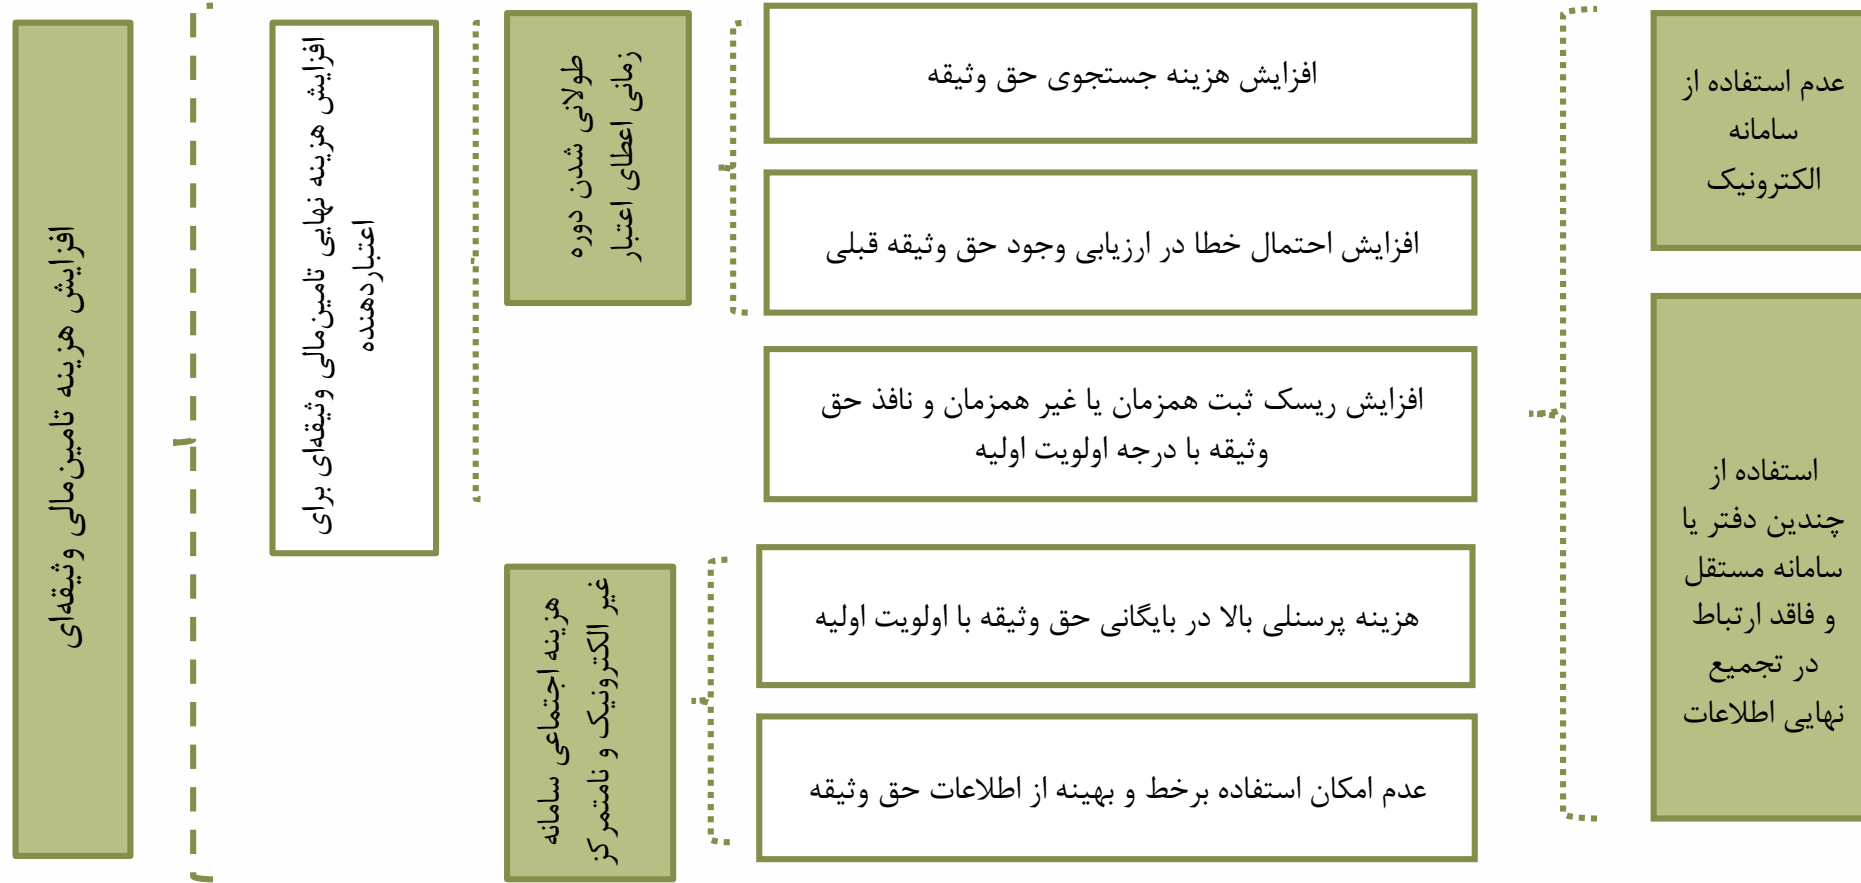 عدم استفاده از
سامانه
الکترونیک
استفاده از
چندین دفتر یا
سامانه مستقل
و فاقد ارتباط
در تجمیع
نهایی اطلاعات
افزایش هزینه جستجوی حق وثیقه
افزایش احتمال خطا در ارزیابی وجود حق وثیقه قبلی
افزایش ریسک ثبت همزمان یا غیر همزمان و نافذ حق
وثیقه با درجه اولویت اولیه
هزینه پرسنلی بالا در بایگانی حق وثیقه با اولویت اولیه
عدم امکان استفاده برخط و بهینه از اطلاعات حق وثیقه
طولانی شدن دوره
زمانی اعطای اعتبار
هزینه اجتماعی سامانه
غیر الکترونیک و نامتمرکز
افزایش هزینه نهایی تامین‌مالی وثیقه‌ای برای
اعتباردهنده
افزایش هزینه تامین‌مالی وثیقه‌ای